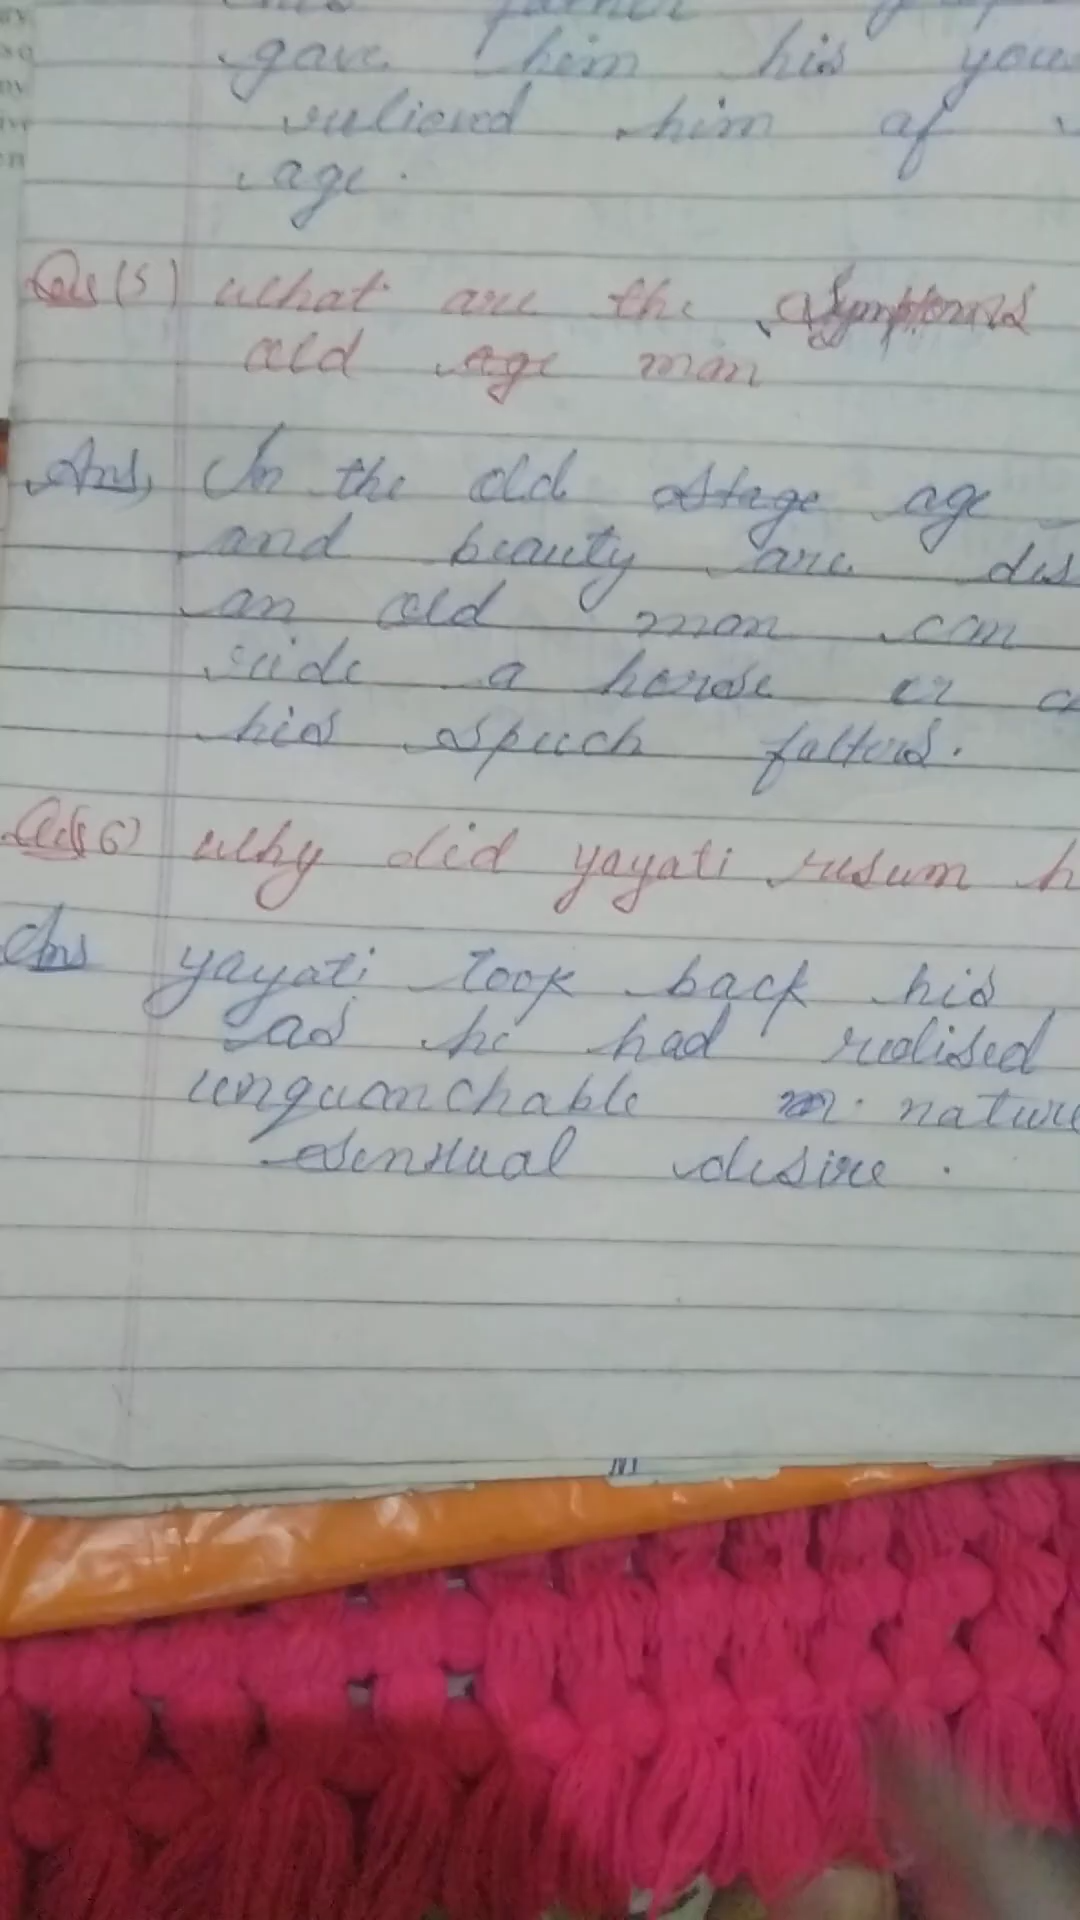 gave him his you
relieved him of
age.
Qus (5) what are the Symptoms
old age man
Ans, In the old stage age
and beauty are dis
an old man can
ride a horse or
his speech falters.
Qus 6) why did yayati resum h
Ans yayati took back his
as he had realised
unquanchable nature
sensual desire.